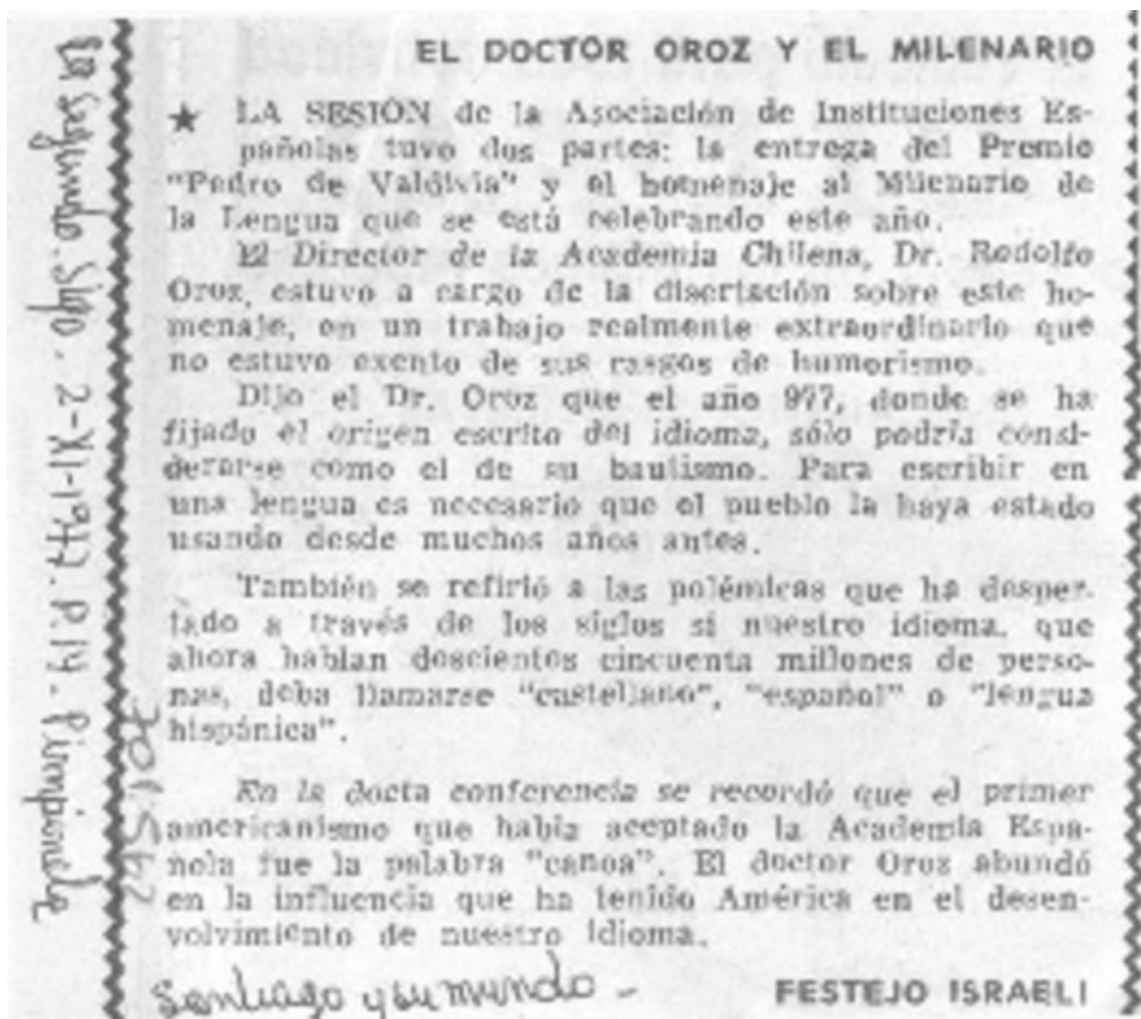 EL DOCTOR OROZ Y EL MILENARIO
★ LA SESION de la Asociación de Instituciones Es-
pañolas tuvo dos partes: la entrega del Premio
"Pedro de Valdivia" y el homenaje al Milenario de
la Lengua que se está celebrando este año.
El Director de la Academia Chilena, Dr. Rodolfo
Oroz, estuvo a cargo de la disertación sobre este ho-
menaje, en un trabajo realmente extraordinario que
no estuvo exento de sus rasgos de humorismo.
Dijo el Dr. Oroz que el año 977, donde se ha
fijado el origen escrito del idioma, sólo podría consi-
derarse como el de su bautismo. Para escribir en
una lengua es necesario que el pueblo la haya estado
usando desde muchos años antes.
También se refirió a las polémicas que ha desper-
tado a través de los siglos si nuestro idioma, que
ahora hablan doscientos cincuenta millones de perso-
nas, deba llamarse "castellano", "español" o "lengua
hispánica".
En la docta conferencia se recordó que el primer
americanismo que había aceptado la Academia Espa-
ñola fue la palabra "canoa". El doctor Oroz abundó
en la influencia que ha tenido América en el desen-
volvimiento de nuestro idioma.
FESTEJO ISRAELI
Santiago y su mundo -
La Segunda. Stgo. 2-XI-1977. P.14.